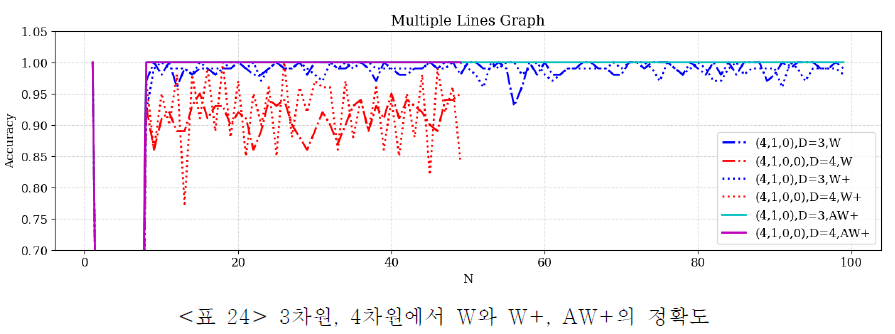 Multiple Lines Graph
1.05
1.00
0.95
0.90
0.85
0.80
0.75
0.70
Accuracy
0 20 40 60 80 100
N
(4,1,0),D=3,W
(4,1,0,0),D=4,W
(4,1,0),D=3,W+
(4,1,0,0),D=4,W+
(4,1,0),D=3,AW+
(4,1,0,0),D=4,AW+
<표 24> 3차원, 4차원에서 W와 W+, AW+의 정확도